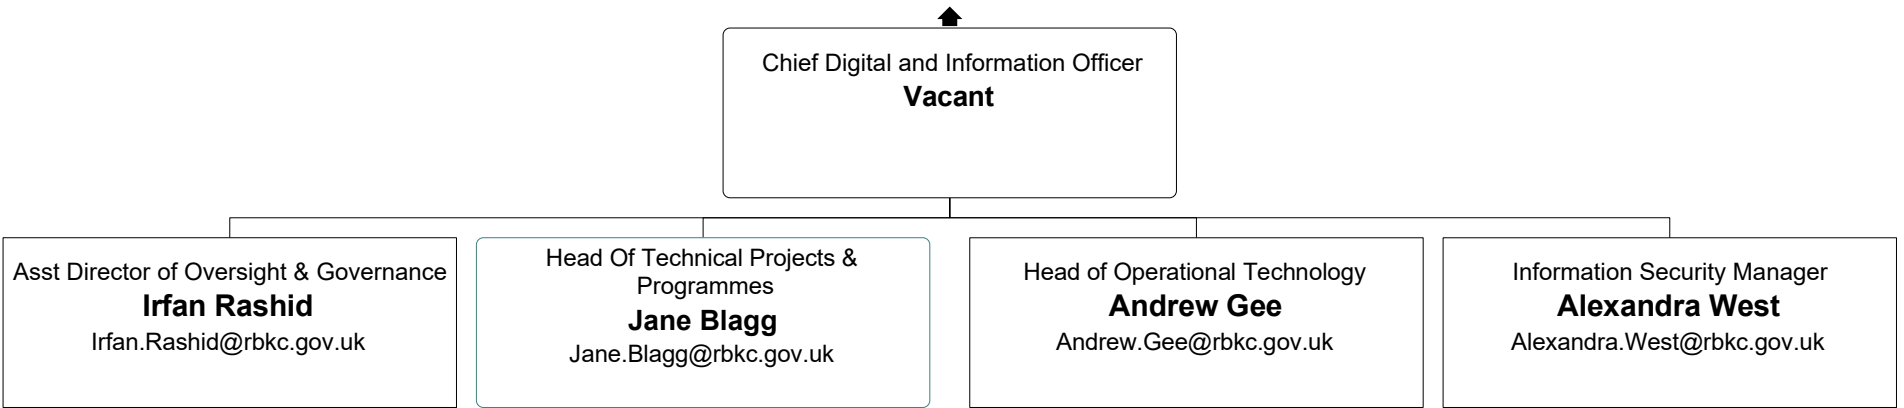 Chief Digital and Information Officer
Vacant
Asst Director of Oversight & Governance
Irfan Rashid
Irfan.Rashid@rbkc.gov.uk
Head Of Technical Projects &
Programmes
Jane Blagg
Jane.Blagg@rbkc.gov.uk
Head of Operational Technology
Andrew Gee
Andrew.Gee@rbkc.gov.uk
Information Security Manager
Alexandra West
Alexandra.West@rbkc.gov.uk